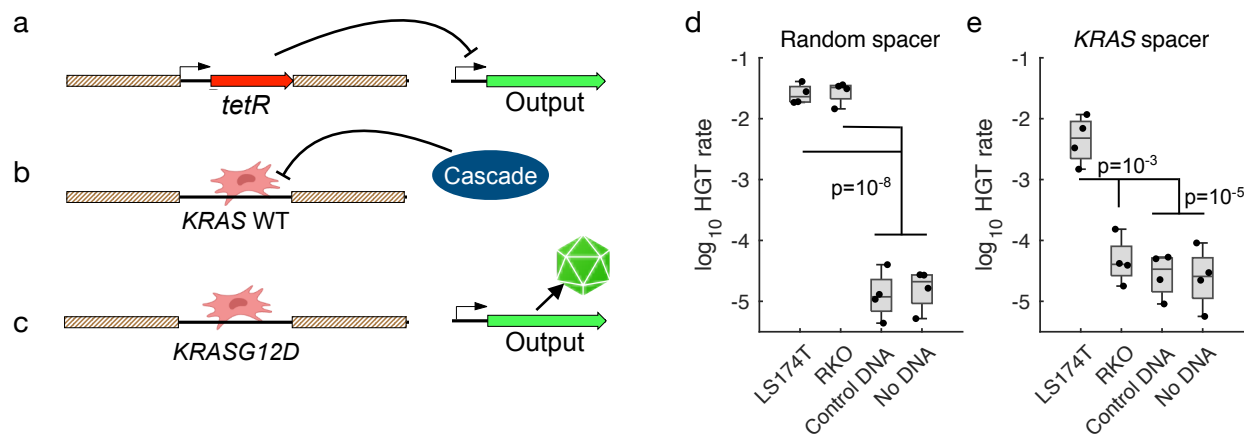 a
tetR
Output
b
Cascade
KRAS WT
c
KRASG12D
Output
d
Random spacer
log10 HGT rate
-1
-2
-3
-4
-5
p=10-8
LS174T
RKO
Control DNA
No DNA
e
KRAS spacer
log10 HGT rate
-1
-2
-3
-4
-5
p=10-3
p=10-5
LS174T
RKO
Control DNA
No DNA